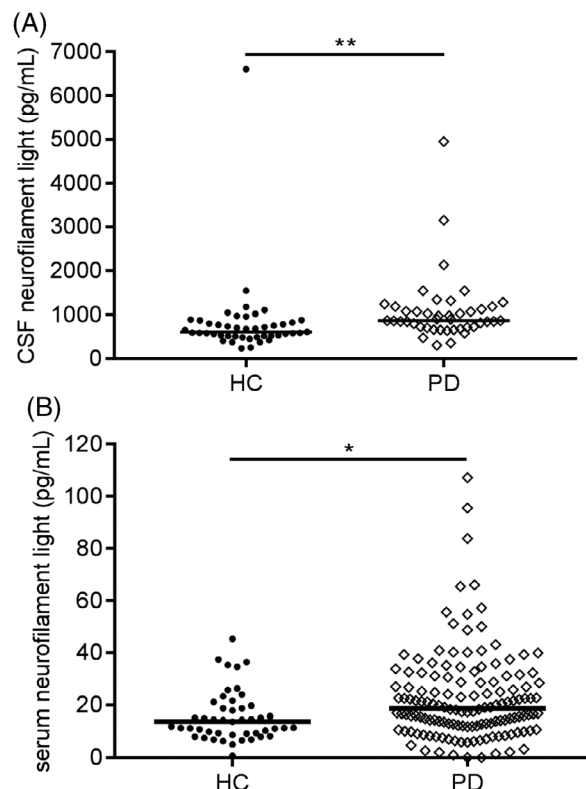 (A)
**
CSF neurofilament light (pg/mL)
7000
6000
5000
4000
3000
2000
1000
0
HC PD
(B)
*
serum neurofilament light (pg/mL)
120
100
80
60
40
20
0
HC PD